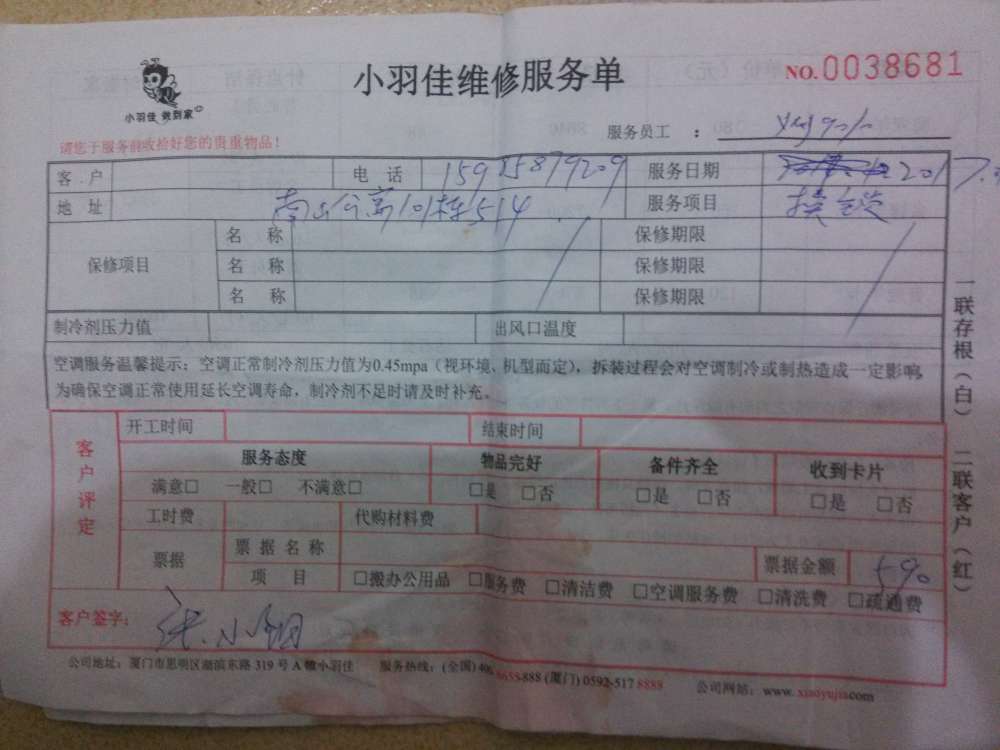 小羽佳维修服务单
NO.0038681
小羽佳 做到家
服务员工 ：
请您于服务前收拾好您的贵重物品！
客 户 电 话 15985879209 服务日期 2017.
地 址 514 服务项目 换
保修项目 名 称 保修期限
名 称 保修期限
名 称 保修期限
制冷剂压力值 出风口温度
空调服务温馨提示：空调正常制冷剂压力值为0.45mpa（视环境、机型而定），拆装过程会对空调制冷或制热造成一定影响，
为确保空调正常使用延长空调寿命，制冷剂不足时请及时补充。
一联存根（白） 二联客户（红）
客户评定
开工时间 结束时间
服务态度 物品完好 备件齐全 收到卡片
满意□ 一般□ 不满意□ □是 □否 □是 □否 □是 □否
工时费 代购材料费
票据 票据名称 票据金额 590
项 目 □搬办公用品 □服务费 □清洁费 □空调服务费 □清洗费 □疏通费
客户签字： 张小
公司地址：厦门市思明区湖滨东路 319 号 A 幢小羽佳 服务热线：(全国) 400 8888-888 (厦门) 0592-517 8888 公司网站：www. xiaoyujia.com